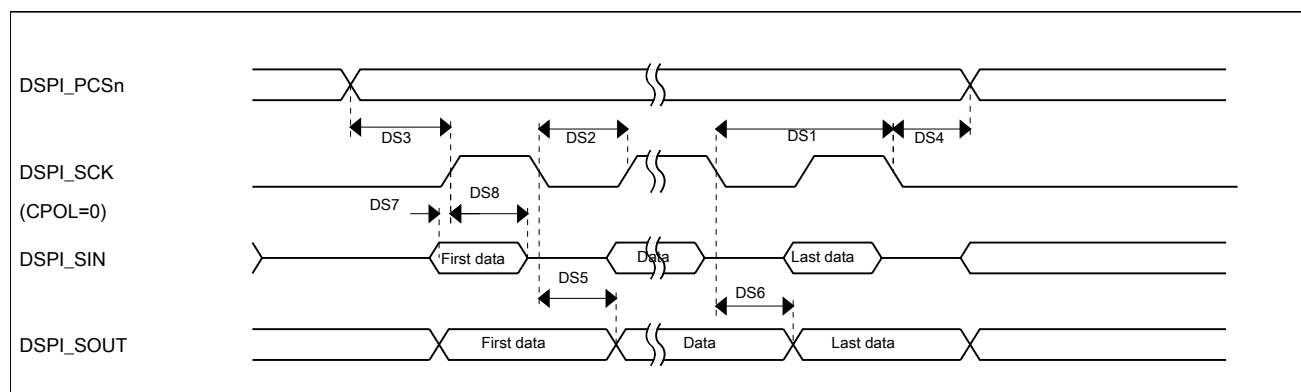 DSPI_PCSn
DS3
DS2
DS1
DS4
DSPI_SCK
DS8
DS7
(CPOL=0)
DSPI_SIN
First data
Data
Last data
DS5
DS6
DSPI_SOUT
First data
Data
Last data